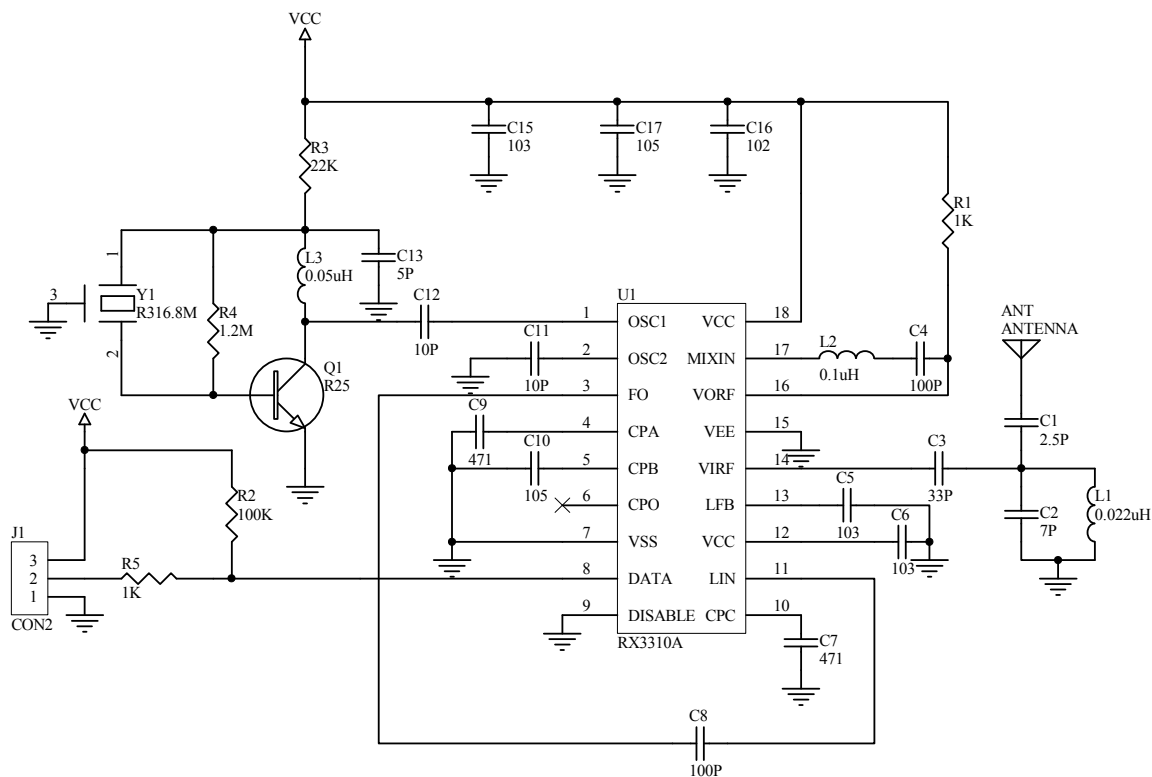 VCC
C15
103
C17
105
C16
102
R3
22K
R1
1K
1
L3
0.05uH
C13
5P
3
Y1
R316.8M
R4
1.2M
2
C12
10P
U1
1 OSC1 VCC 18
C11
10P
2 OSC2 MIXIN 17
L2
0.1uH
C4
100P
ANT
ANTENNA
Q1
R25
3 FO VORF 16
VCC
C9
471
4 CPA VEE 15
C1
2.5P
C10
105
5 CPB VIRF 14
C3
33P
R2
100K
6 CPO LFB 13
C5
103
C2
7P
L1
0.022uH
J1
7 VSS VCC 12
C6
103
3
2
1
CON2
R5
1K
8 DATA LIN 11
9 DISABLE CPC 10
RX3310A
C7
471
C8
100P